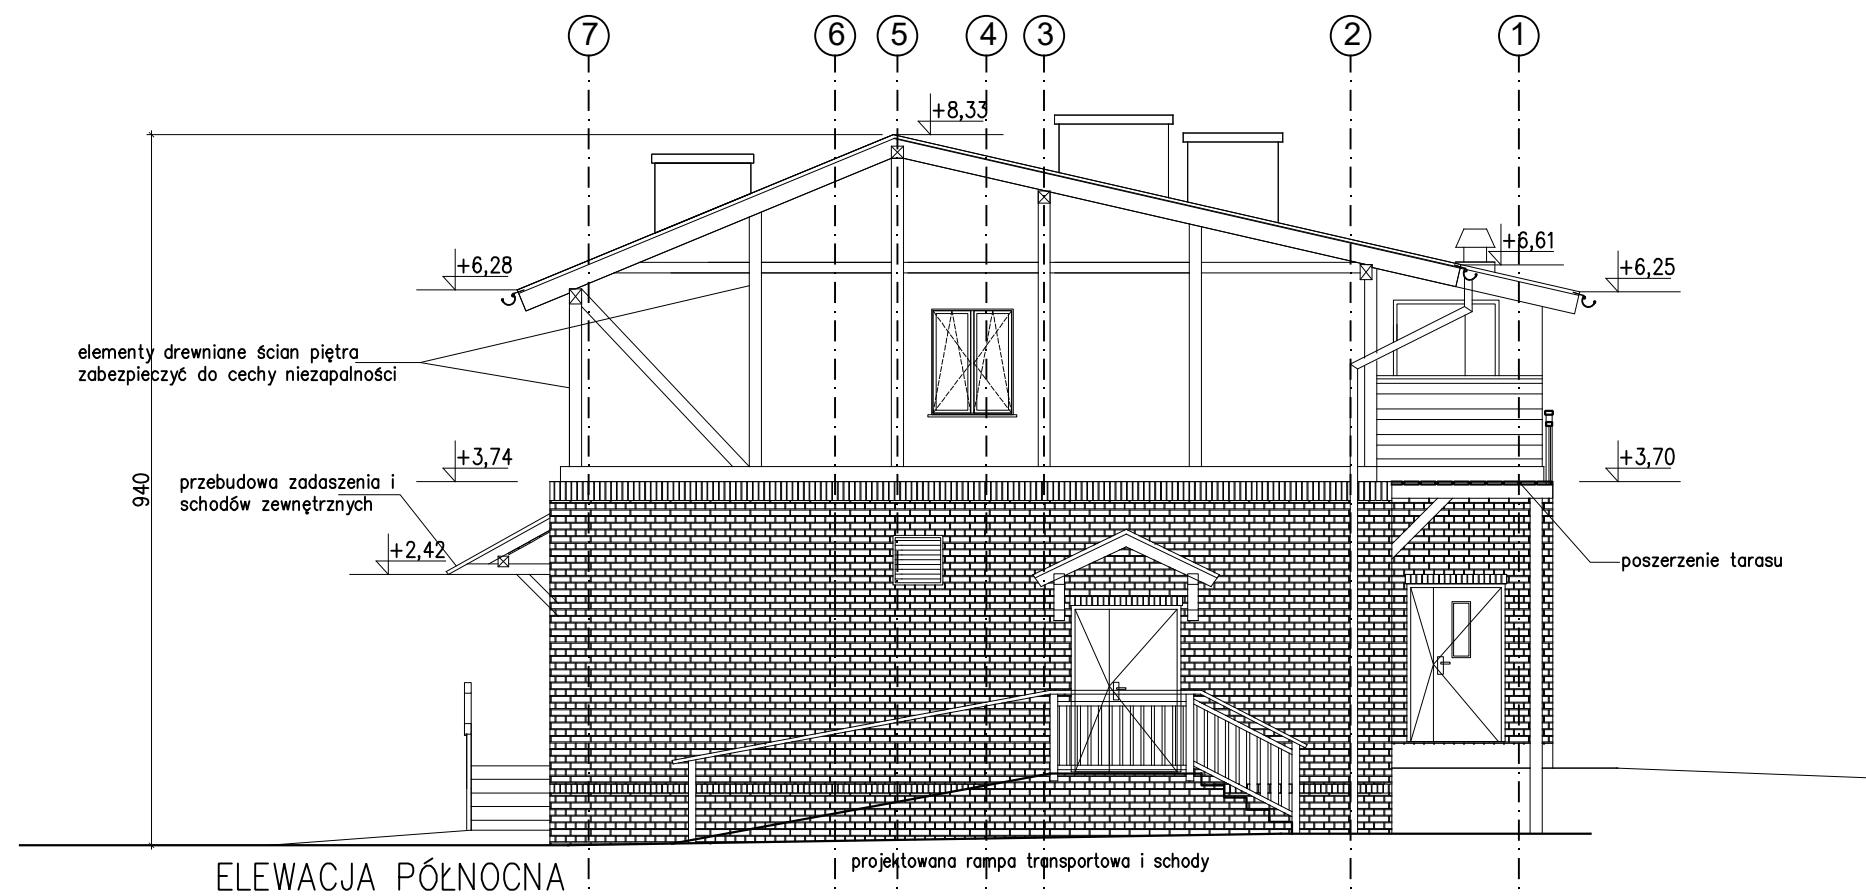 7 6 5 4 3 2 1
+8,33
+6,61
+6,28
+6,25
elementy drewniane ścian piętra
zabezpieczyć do cechy niezapalności
+3,74
+3,70
940
przebudowa zadaszenia i
schodów zewnętrznych
+2,42
poszerzenie tarasu
projektowana rampa transportowa i schody
ELEWACJA PÓŁNOCNA